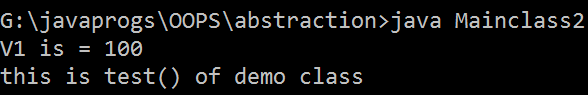 G:\javaprogs\OOPS\abstraction>java Mainclass2
V1 is = 100
this is test() of demo class